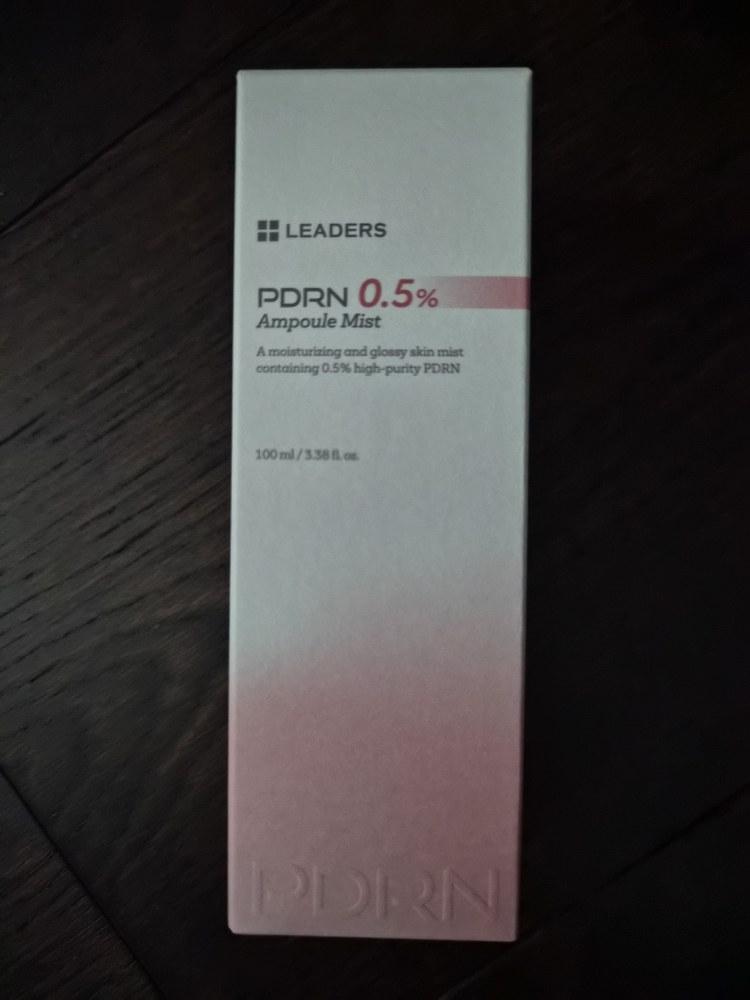 LEADERS
PDRN 0.5%
Ampoule Mist
A moisturizing and glossy skin mist
containing 0.5% high-purity PDRN
100 ml / 3.38 fl. oz.
PDRN